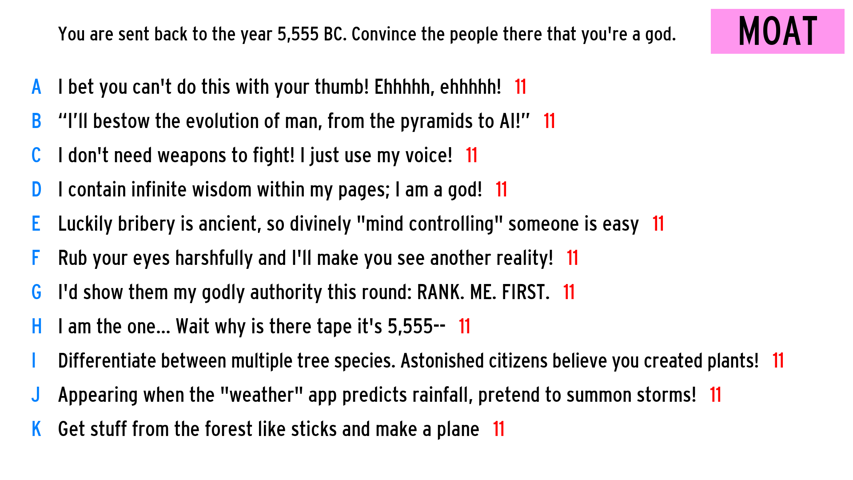 You are sent back to the year 5,555 BC. Convince the people there that you're a god.
MOAT
A I bet you can't do this with your thumb! Ehhhhh, ehhhhh! 11
B “I’ll bestow the evolution of man, from the pyramids to AI!” 11
C I don't need weapons to fight! I just use my voice! 11
D I contain infinite wisdom within my pages; I am a god! 11
E Luckily bribery is ancient, so divinely "mind controlling" someone is easy 11
F Rub your eyes harshfully and I'll make you see another reality! 11
G I'd show them my godly authority this round: RANK. ME. FIRST. 11
H I am the one... Wait why is there tape it's 5,555-- 11
I Differentiate between multiple tree species. Astonished citizens believe you created plants! 11
J Appearing when the "weather" app predicts rainfall, pretend to summon storms! 11
K Get stuff from the forest like sticks and make a plane 11